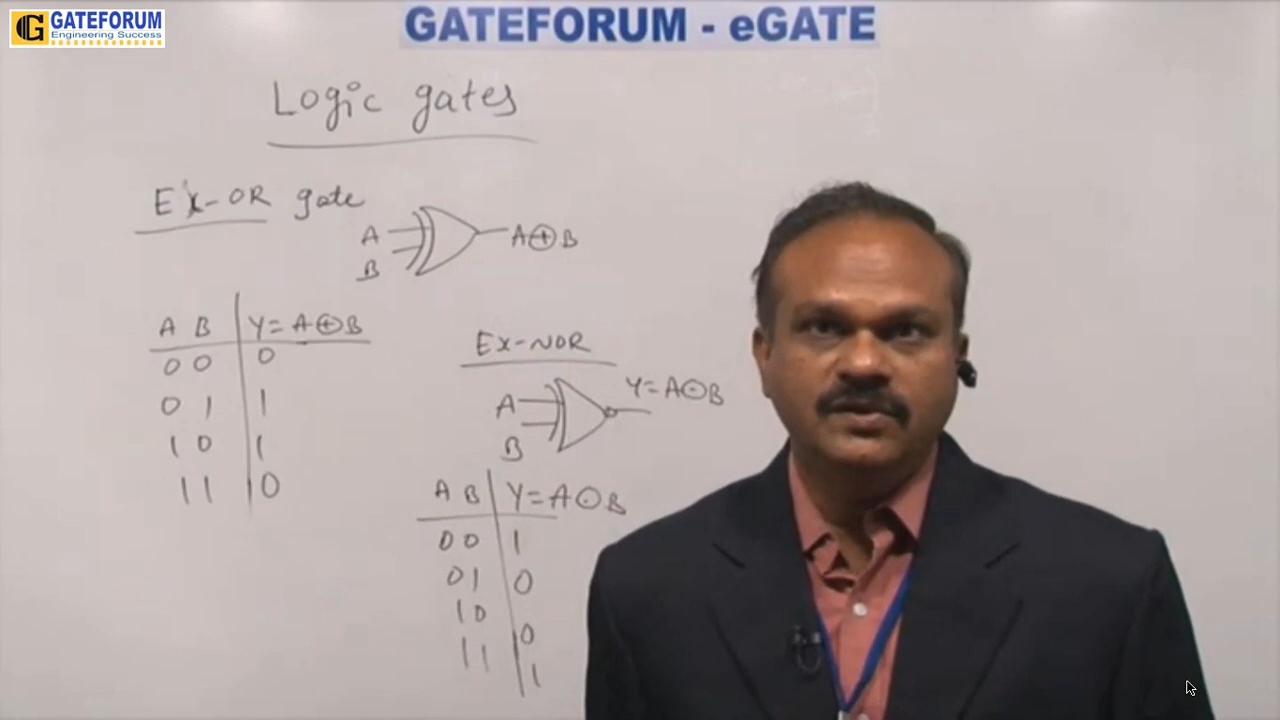 GATEFORUM
Engineering Success
GATEFORUM - eGATE
Logic gates
Ex-OR gate
A
B
A⊕B
A B Y= A⊕B
0 0 0
0 1 1
1 0 1
1 1 0
Ex-NOR
A
B
Y= A⊙B
A B Y= A⊙B
0 0 1
0 1 0
1 0 0
1 1 1